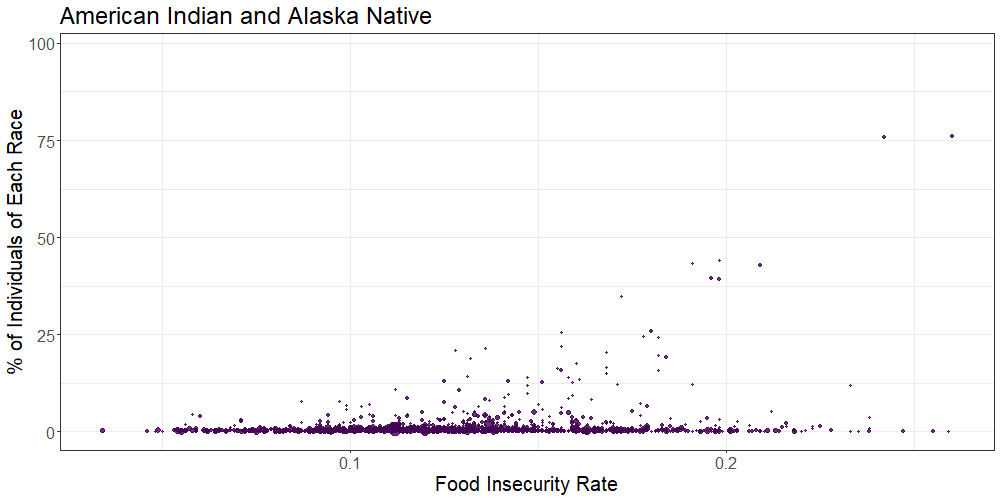 American Indian and Alaska Native
% of Individuals of Each Race
100
75
50
25
0
0.1 0.2
Food Insecurity Rate